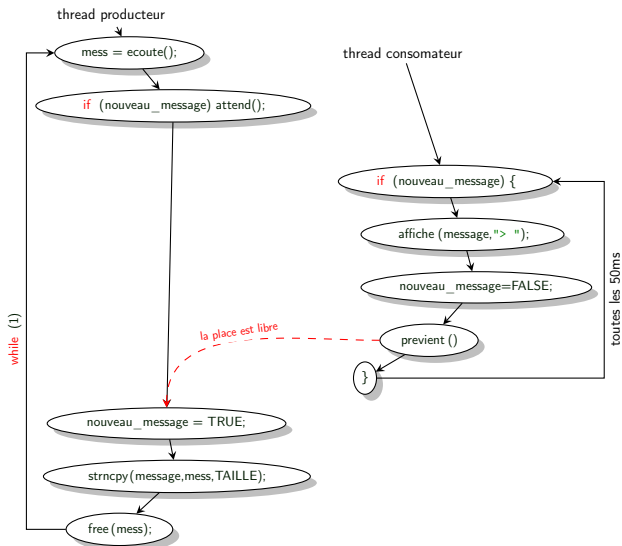 thread producteur
mess = ecoute();
thread consomateur
if (nouveau_message) attend();
if (nouveau_message) {
affiche (message,"> ");
nouveau_message=FALSE;
toutes les 50ms
la place est libre
previent ()
while (1)
}
nouveau_message = TRUE;
strncpy(message,mess,TAILLE);
free (mess);